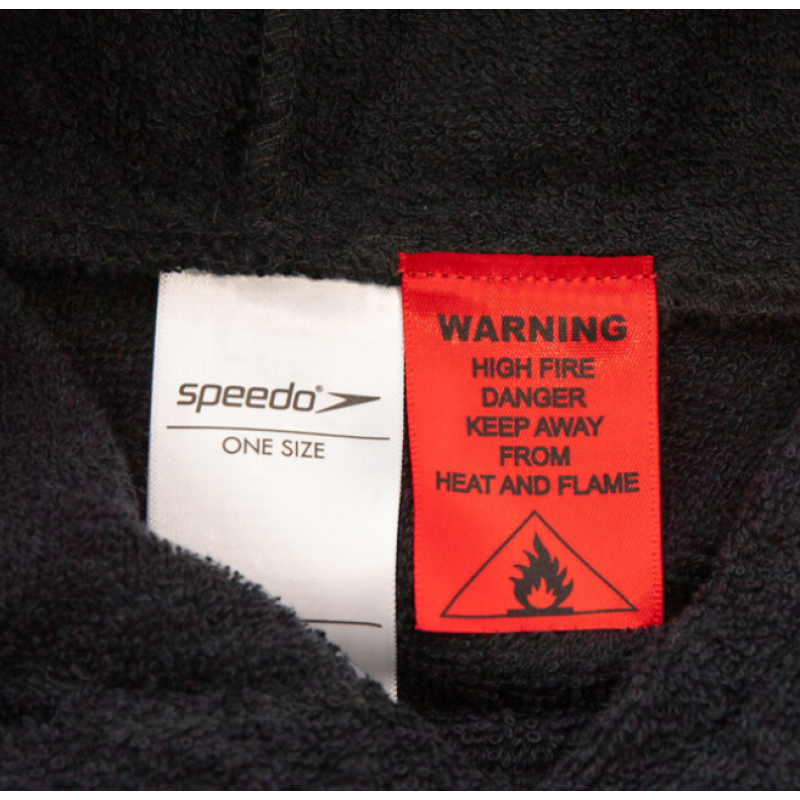 speedo®
ONE SIZE
WARNING
HIGH FIRE
DANGER
KEEP AWAY
FROM
HEAT AND FLAME